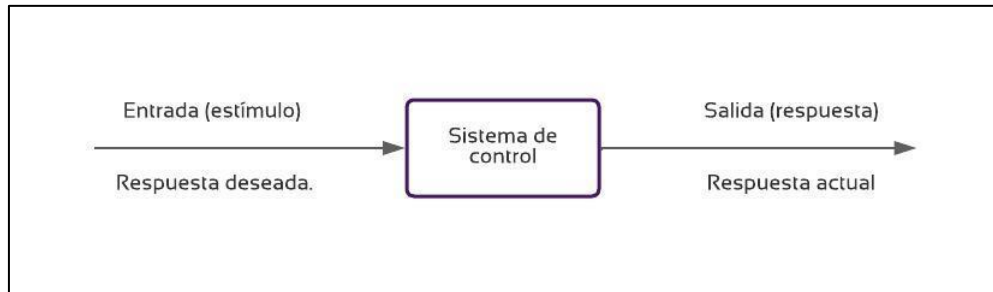 Entrada (estímulo)
Respuesta deseada.
Sistema de
control
Salida (respuesta)
Respuesta actual